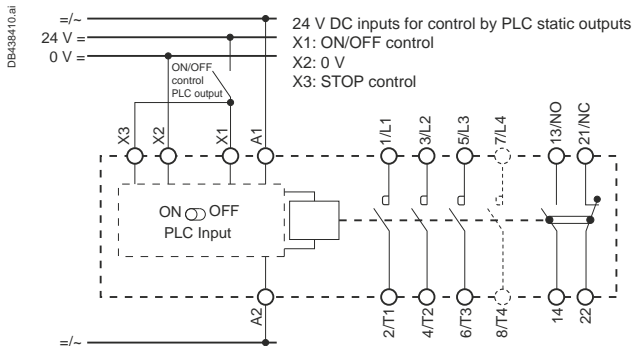 DB438410.ai
=/~
24 V =
0 V =
24 V DC inputs for control by PLC static outputs
X1: ON/OFF control
X2: 0 V
X3: STOP control
ON/OFF
control
PLC output
X3
X2
X1
A1
1/L1
3/L2
5/L3
7/L4
13/NO
21/NC
ON OFF
PLC Input
A2
2/T1
4/T2
6/T3
8/T4
14
22
=/~